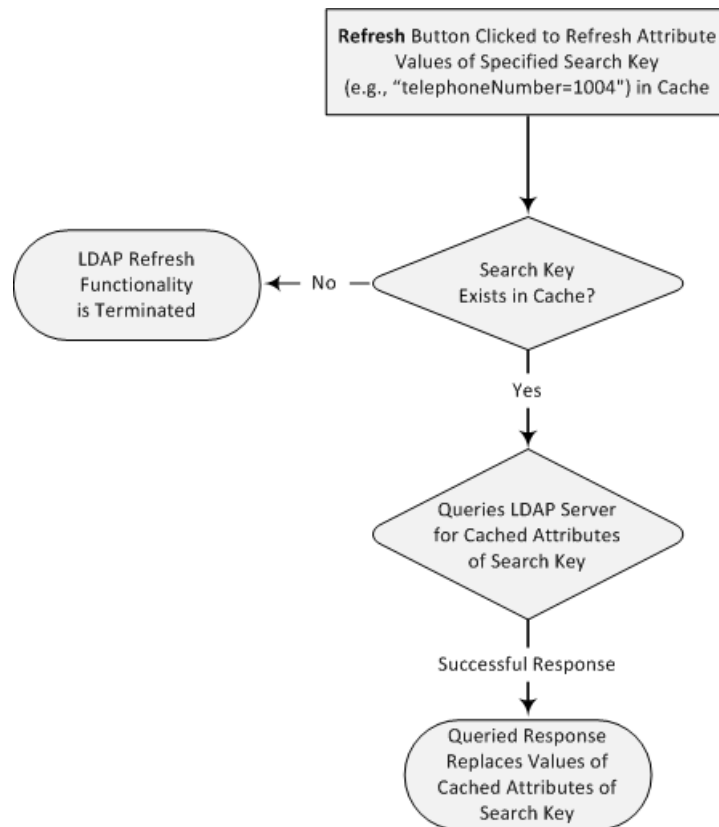 Refresh Button Clicked to Refresh Attribute
Values of Specified Search Key
(e.g., “telephoneNumber=1004") in Cache
Search Key
Exists in Cache?
No
LDAP Refresh
Functionality
is Terminated
Yes
Queries LDAP Server
for Cached Attributes
of Search Key
Successful Response
Queried Response
Replaces Values of
Cached Attributes of
Search Key